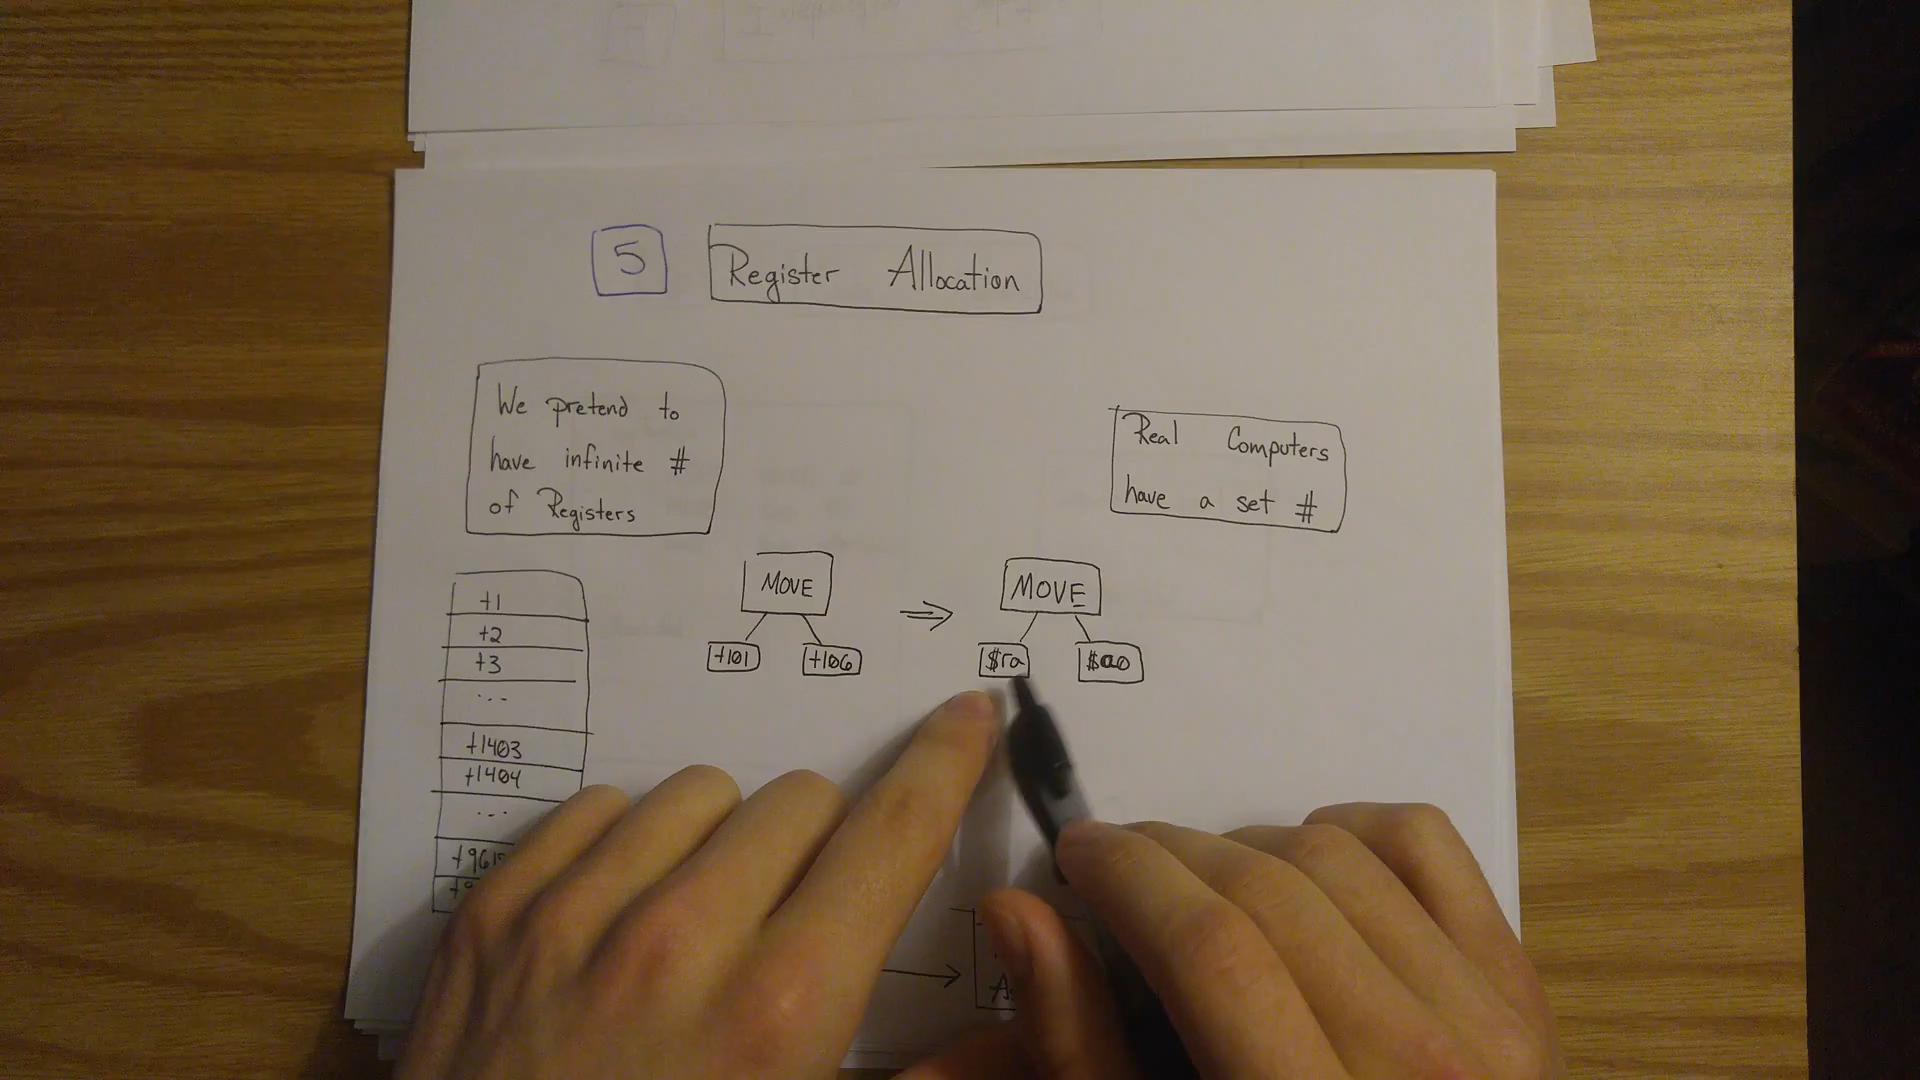 5
Register Allocation
We pretend to
have infinite #
of Registers
Real Computers
have a set #
t1
t2
t3
...
t1403
t1404
...
MOVE
t101 t106
⇒
MOVE
$ra $a0